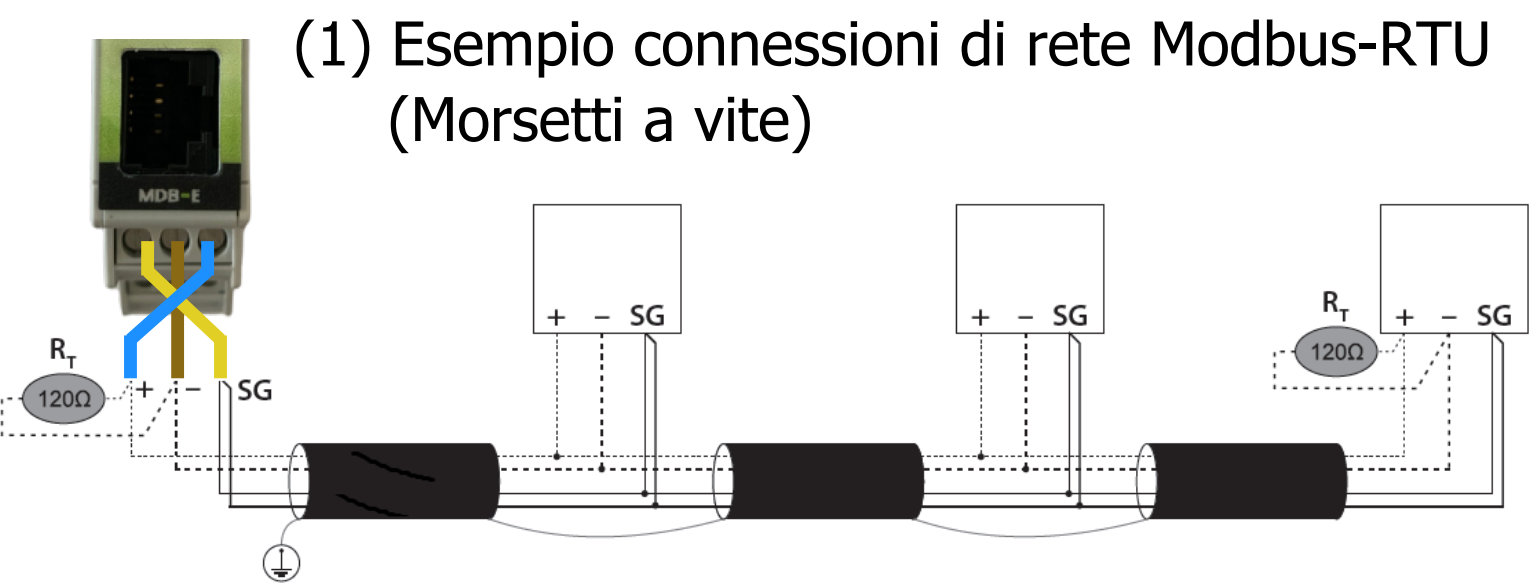 (1) Esempio connessioni di rete Modbus-RTU
(Morsetti a vite)
MDB-E
+ − SG
+ − SG
R_T + − SG
120Ω
R_T
120Ω
+ − SG